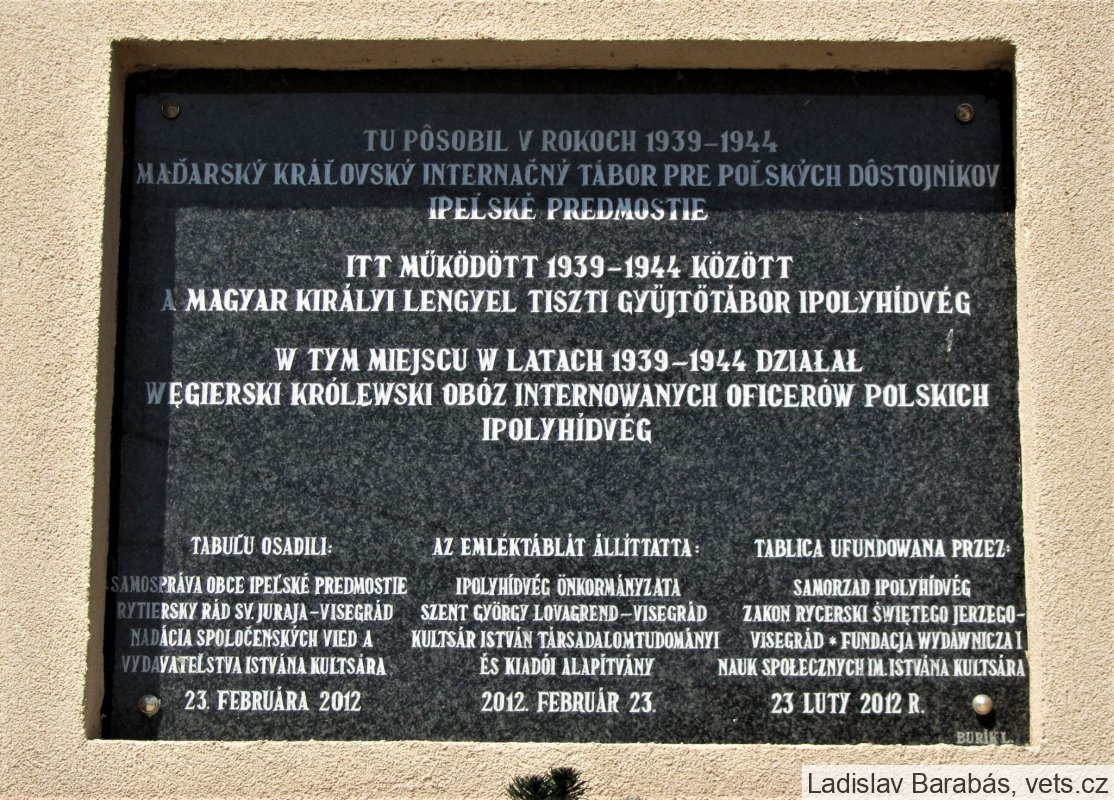 TU PÔSOBIL V ROKOCH 1939-1944
MAĎARSKÝ KRÁĽOVSKÝ INTERNAČNÝ TÁBOR PRE POĽSKÝCH DÔSTOJNÍKOV
IPEĽSKÉ PREDMOSTIE
ITT MŰKÖDÖTT 1939-1944 KÖZÖTT
A MAGYAR KIRÁLYI LENGYEL TISZTI GYŰJTŐTÁBOR IPOLYHÍDVÉG
W TYM MIEJSCU W LATACH 1939-1944 DZIAŁAŁ
WĘGIERSKI KRÓLEWSKI OBÓZ INTERNOWANYCH OFICERÓW POLSKICH
IPOLYHÍDVÉG
TABUĽU OSADILI:
SAMOSPRÁVA OBCE IPEĽSKÉ PREDMOSTIE
RYTIERSKY RÁD SV. JURAJA-VISEGRÁD
NADÁCIA SPOLOČENSKÝCH VIED A
VYDAVATEĽSTVA ISTVÁNA KULTSÁRA
23. FEBRUÁRA 2012
AZ EMLEKTÁBLÁT ÁLLÍTTATTA:
IPOLYHÍDVÉG ÖNKORMÁNYZATA
SZENT GYÖRGY LOVAGREND-VISEGRÁD
KULTSÁR ISTVÁN TÁRSADALOMTUDOMÁNYI
ÉS KIADÓI ALAPÍTVÁNY
2012. FEBRUÁR 23.
TABLICA UFUNDOWANA PRZEZ:
SAMORZAD IPOLYHÍDVÉG
ZAKON RYCERSKI ŚWIĘTEGO JERZEGO-
VISEGRÁD * FUNDACJA WYDAWNICZA I
NAUK SPOŁECZNYCH IM. ISTVÁNA KULTSÁRA
23 LUTY 2012 R.
BURIK L.
Ladislav Barabás, vets.cz